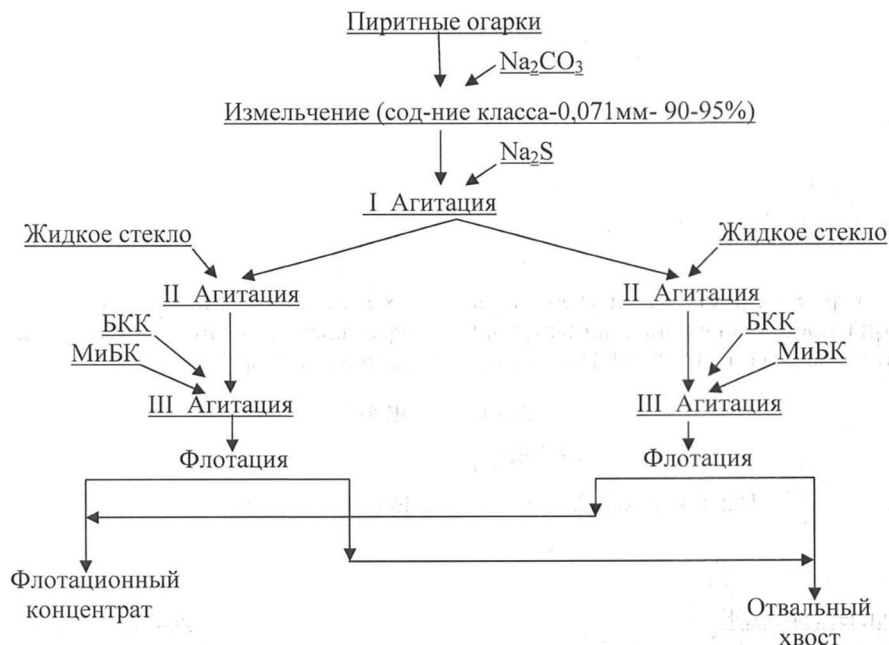 Пиритные огарки
Na2CO3
Измельчение (сод-ние класса-0,071мм- 90-95%)
Na2S
I Агитация
Жидкое стекло
Жидкое стекло
II Агитация
II Агитация
БКК
МиБК
БКК
МиБК
III Агитация
III Агитация
Флотация
Флотация
Флотационный
концентрат
Отвальный
хвост